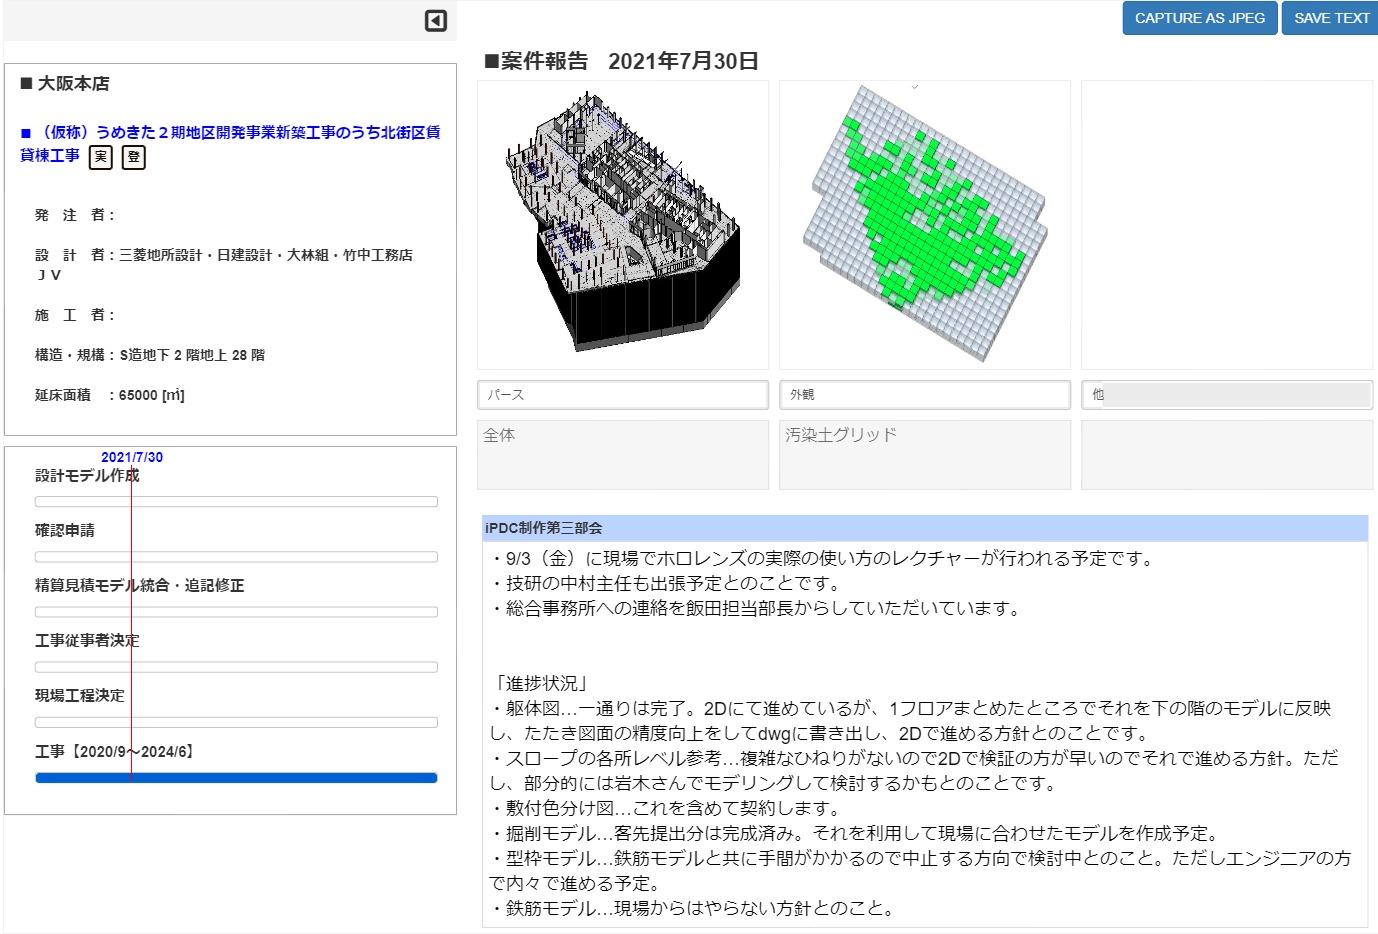 CAPTURE AS JPEG
SAVE TEXT
■ 大阪本店
■ （仮称）うめきた２期地区開発事業新築工事のうち北街区賃
貸棟工事 実 登
発　注　者：
設　計　者：三菱地所設計・日建設計・大林組・竹中工務店
ＪＶ
施　工　者：
構造・規構：S造地下 2 階地上 28 階
延床面積　：65000 [㎡]
2021/7/30
設計モデル作成
確認申請
精算見積モデル統合・追記修正
工事従事者決定
現場工程決定
工事【2020/9～2024/6】
■案件報告　2021年7月30日
パース
外観
他
全体
汚染土グリッド
iPDC制作第三部会
・9/3（金）に現場でホロレンズの実際の使い方のレクチャーが行われる予定です。
・技研の中村主任も出張予定とのことです。
・総合事務所への連絡を飯田担当部長からしていただいています。
「進捗状況」
・躯体図…一通りは完了。2Dにて進めているが、1フロアまとめたところでそれを下の階のモデルに反映
し、たたき図面の精度向上をしてdwgに書き出し、2Dで進める方針とのことです。
・スロープの各所レベル参考…複雑なひねりがないので2Dで検証の方が早いのでそれで進める方針。ただ
し、部分的には岩木さんでモデリングして検討するかもとのことです。
・敷付色分け図…これを含めて契約します。
・掘削モデル…客先提出分は完成済み。それを利用して現場に合わせたモデルを作成予定。
・型枠モデル…鉄筋モデルと共に手間がかかるので中止する方向で検討中とのこと。ただしエンジニアの方
で内々で進める予定。
・鉄筋モデル…現場からはやらない方針とのこと。